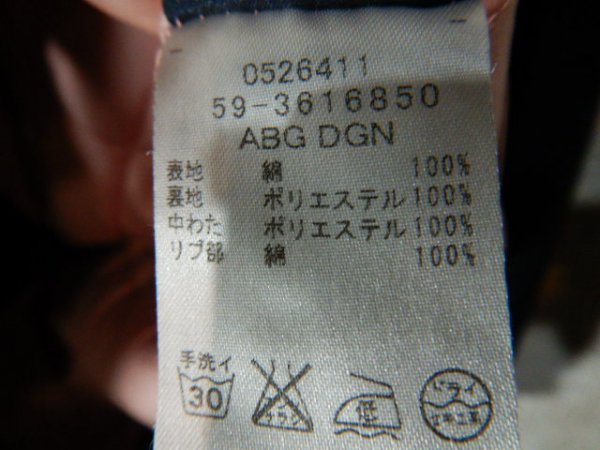 0526411
59-3616850
ABG DGN
表地 綿 100%
裏地 ポリエステル 100%
中わた ポリエステル 100%
リブ部 綿 100%
手洗イ
30
低
ドライ